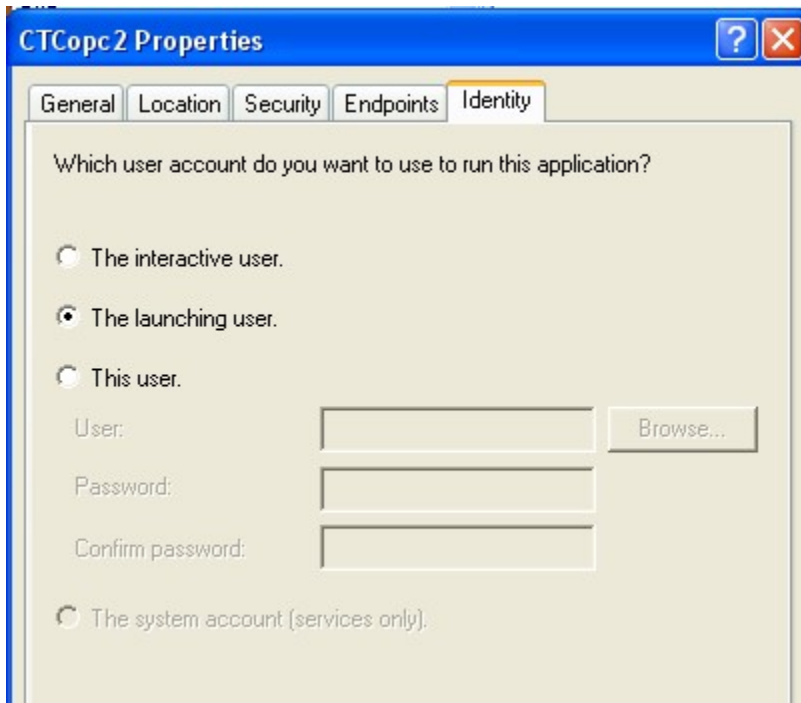 CTCopc2 Properties
General Location Security Endpoints Identity
Which user account do you want to use to run this application?
The interactive user.
The launching user.
This user.
User:
Browse...
Password:
Confirm password:
The system account (services only).